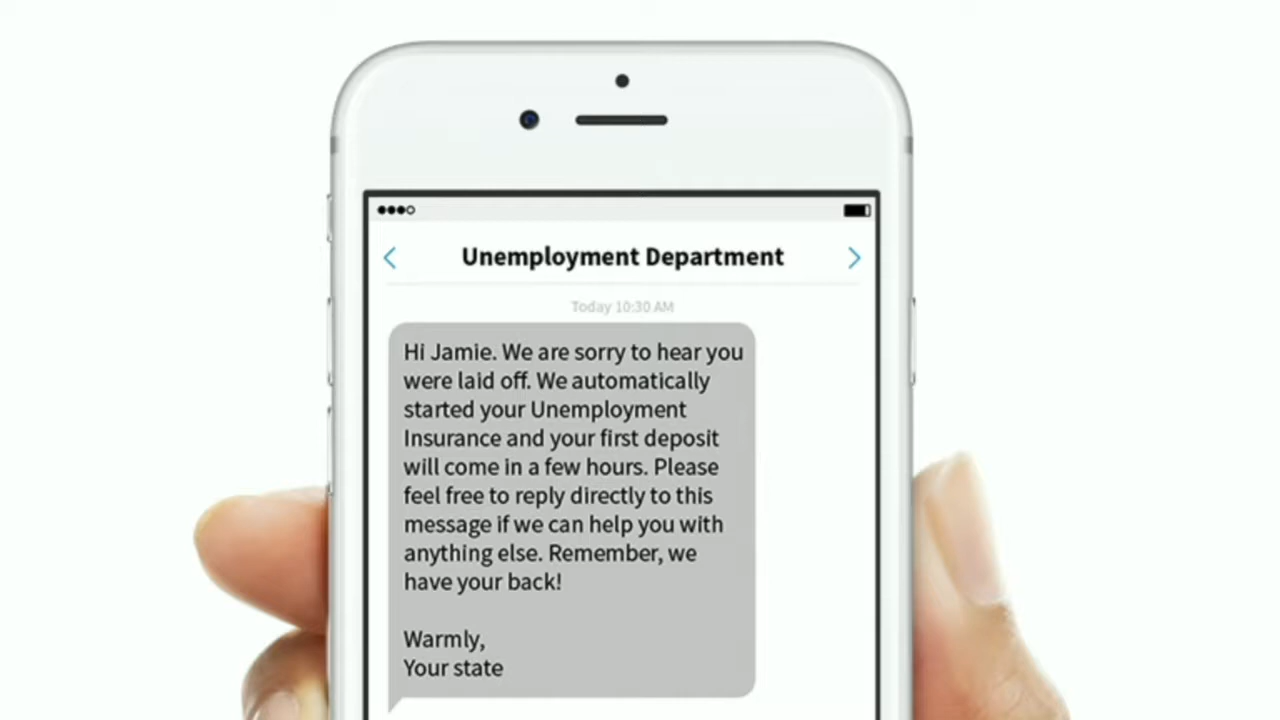 Unemployment Department
Today 10:30 AM
Hi Jamie. We are sorry to hear you
were laid off. We automatically
started your Unemployment
Insurance and your first deposit
will come in a few hours. Please
feel free to reply directly to this
message if we can help you with
anything else. Remember, we
have your back!
Warmly,
Your state